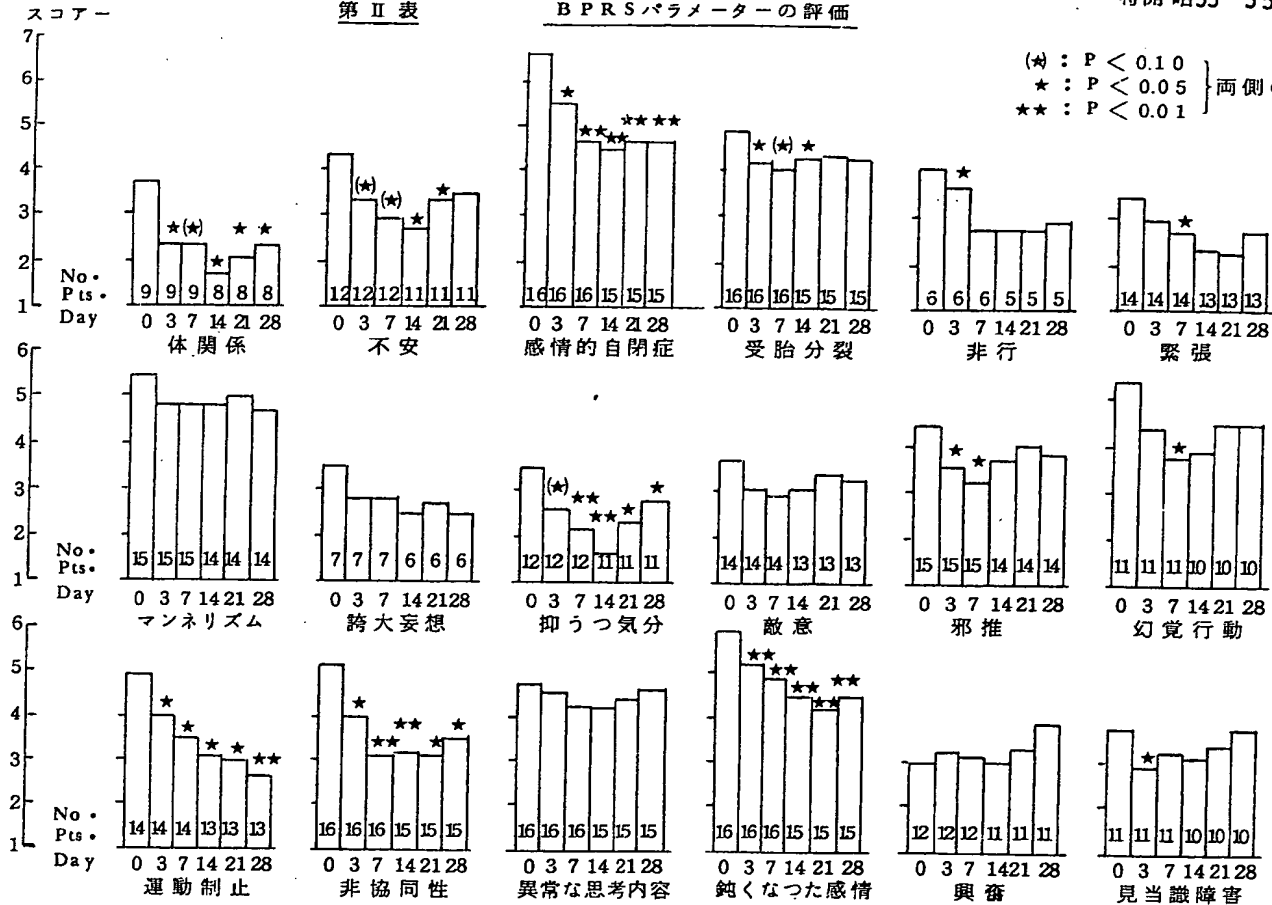 スコアー
第 II 表 BPRSパラメーターの評価
(★) : P < 0.10
★ : P < 0.05
★★ : P < 0.01
両側
7
6
5
4
3
2
1
No.
Pts.
Day
★ (★) ★ ★ ★
9 9 9 8 8 8
0 3 7 14 21 28
体関係
(★) (★) ★ ★
12 12 12 11 11 11
0 3 7 14 21 28
不安
★ ★★ ★★ ★★ ★★
16 16 16 15 15 15
0 3 7 14 21 28
感情的自閉症
★ (★) ★
16 16 16 15 15 15
0 3 7 14 21 28
受胎分裂
★
6 6 6 5 5 5
0 3 7 14 21 28
非行
★
14 14 14 13 13 13
0 3 7 14 21 28
緊張
6
5
4
3
2
1
No.
Pts.
Day
15 15 15 14 14 14
0 3 7 14 21 28
マンネリズム
7 7 7 6 6 6
0 3 7 14 21 28
誇大妄想
(★) ★★ ★★ ★ ★
12 12 12 11 11 11
0 3 7 14 21 28
抑うつ気分
14 14 14 13 13 13
0 3 7 14 21 28
敵意
★ ★
15 15 15 14 14 14
0 3 7 14 21 28
邪推
★
11 11 11 10 10 10
0 3 7 14 21 28
幻覚行動
6
5
4
3
2
1
No.
Pts.
Day
★ ★ ★ ★ ★★
14 14 14 13 13 13
0 3 7 14 21 28
運動制止
★ ★★ ★★ ★ ★
16 16 16 15 15 15
0 3 7 14 21 28
非協同性
16 16 16 15 15 15
0 3 7 14 21 28
異常な思考内容
★★ ★★ ★★ ★★ ★★
16 16 16 15 15 15
0 3 7 14 21 28
鈍くなつた感情
12 12 12 11 11 11
0 3 7 14 21 28
興奮
★
11 11 11 10 10 10
0 3 7 14 21 28
見当識障害